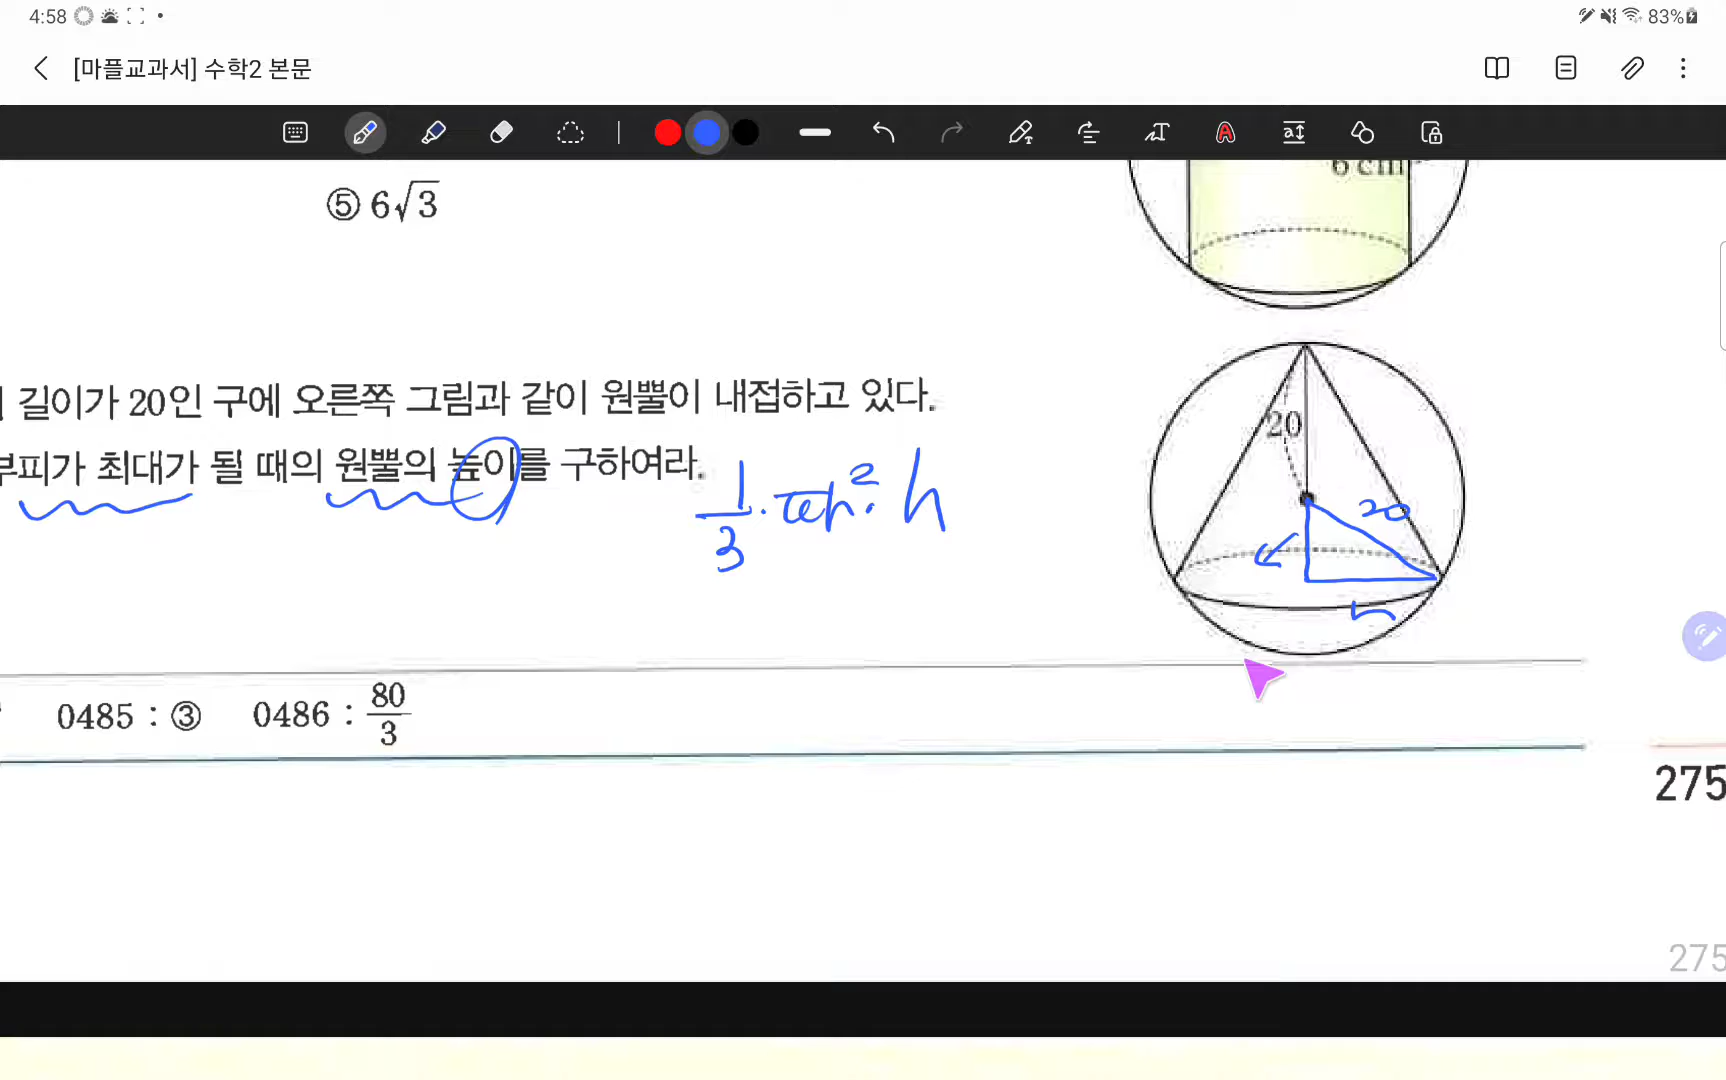 4:58
83%
[마플교과서] 수학2 본문
6 cm
⑤ 6√3
길이가 20인 구에 오른쪽 그림과 같이 원뿔이 내접하고 있다.
부피가 최대가 될 때의 원뿔의 높이를 구하여라.
1/3 · πr² · h
20
20
r
0485 : ③ 0486 : 80/3
275
275